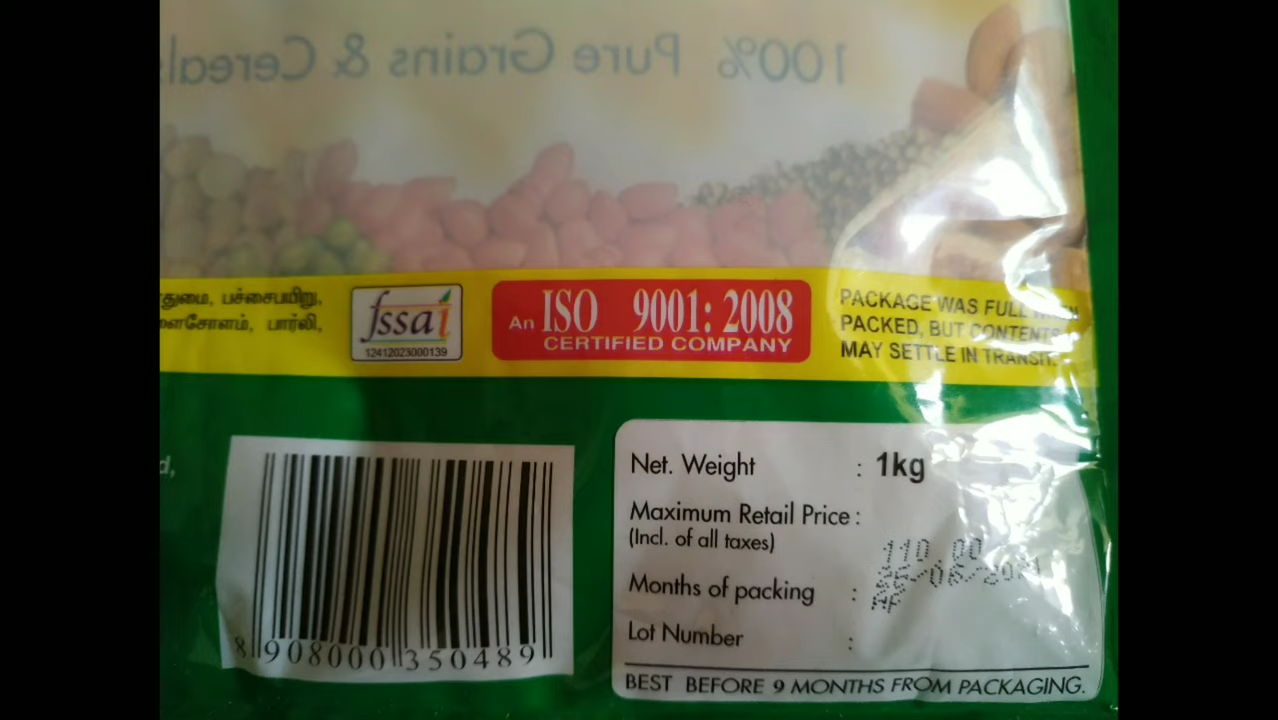 100% Pure Grains & Cereals
பச்சைபயிறு,
பார்லி,
fssai
12412023000139
An ISO 9001: 2008
CERTIFIED COMPANY
PACKAGE WAS FULL WHEN
PACKED, BUT CONTENTS
MAY SETTLE IN TRANSIT.
8 908000 350489
Net. Weight : 1kg
Maximum Retail Price :
(Incl. of all taxes)
110.00
Months of packing :
AF
Lot Number :
BEST BEFORE 9 MONTHS FROM PACKAGING.